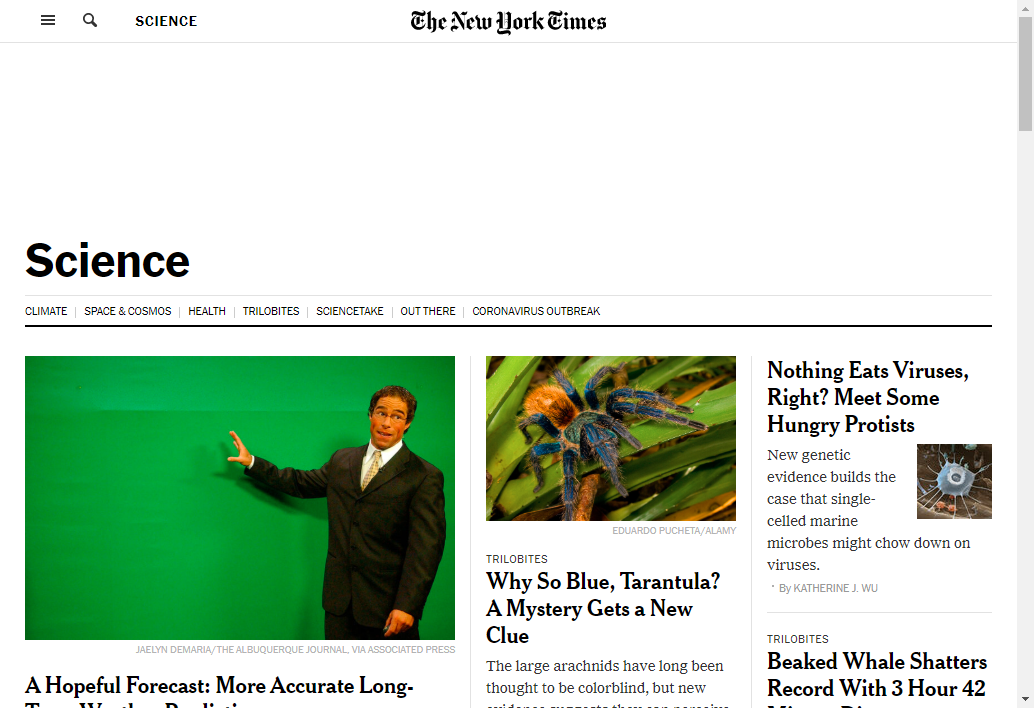 SCIENCE
The New York Times
Science
CLIMATE
SPACE & COSMOS
HEALTH
TRILOBITES
SCIENCETAKE
OUT THERE
CORONAVIRUS OUTBREAK
JAELYN DEMARIA/THE ALBUQUERQUE JOURNAL, VIA ASSOCIATED PRESS
A Hopeful Forecast: More Accurate Long-
EDUARDO PUCHETA/ALAMY
TRILOBITES
Why So Blue, Tarantula?
A Mystery Gets a New
Clue
The large arachnids have long been
thought to be colorblind, but new
Nothing Eats Viruses,
Right? Meet Some
Hungry Protists
New genetic
evidence builds the
case that single-
celled marine
microbes might chow down on
viruses.
By KATHERINE J. WU
TRILOBITES
Beaked Whale Shatters
Record With 3 Hour 42